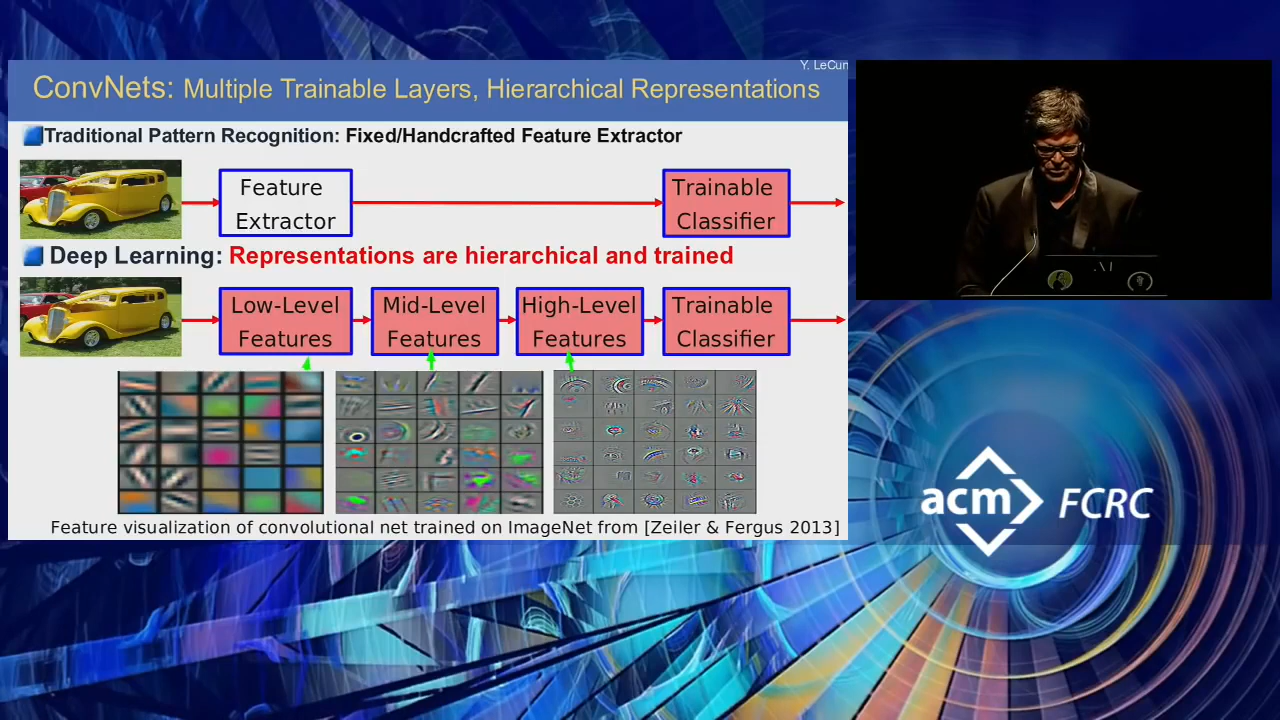 Y. LeCun
ConvNets: Multiple Trainable Layers, Hierarchical Representations
Traditional Pattern Recognition: Fixed/Handcrafted Feature Extractor
Feature
Extractor
Trainable
Classifier
Deep Learning: Representations are hierarchical and trained
Low-Level
Features
Mid-Level
Features
High-Level
Features
Trainable
Classifier
Feature visualization of convolutional net trained on ImageNet from [Zeiler & Fergus 2013]
acm FCRC